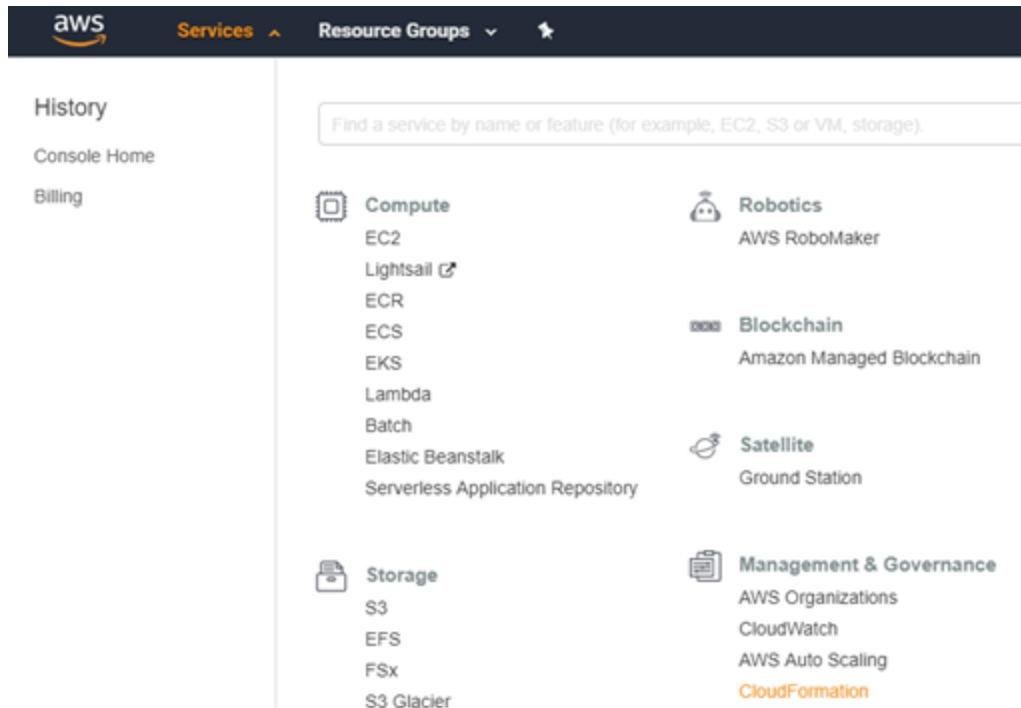 aws
Services
Resource Groups
History
Console Home
Billing
Find a service by name or feature (for example, EC2, S3 or VM, storage).
Compute
EC2
Lightsail
ECR
ECS
EKS
Lambda
Batch
Elastic Beanstalk
Serverless Application Repository
Storage
S3
EFS
FSx
S3 Glacier
Robotics
AWS RoboMaker
Blockchain
Amazon Managed Blockchain
Satellite
Ground Station
Management & Governance
AWS Organizations
CloudWatch
AWS Auto Scaling
CloudFormation